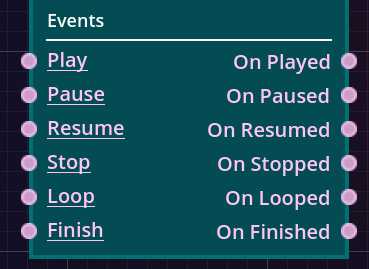 Events
Play On Played
Pause On Paused
Resume On Resumed
Stop On Stopped
Loop On Looped
Finish On Finished